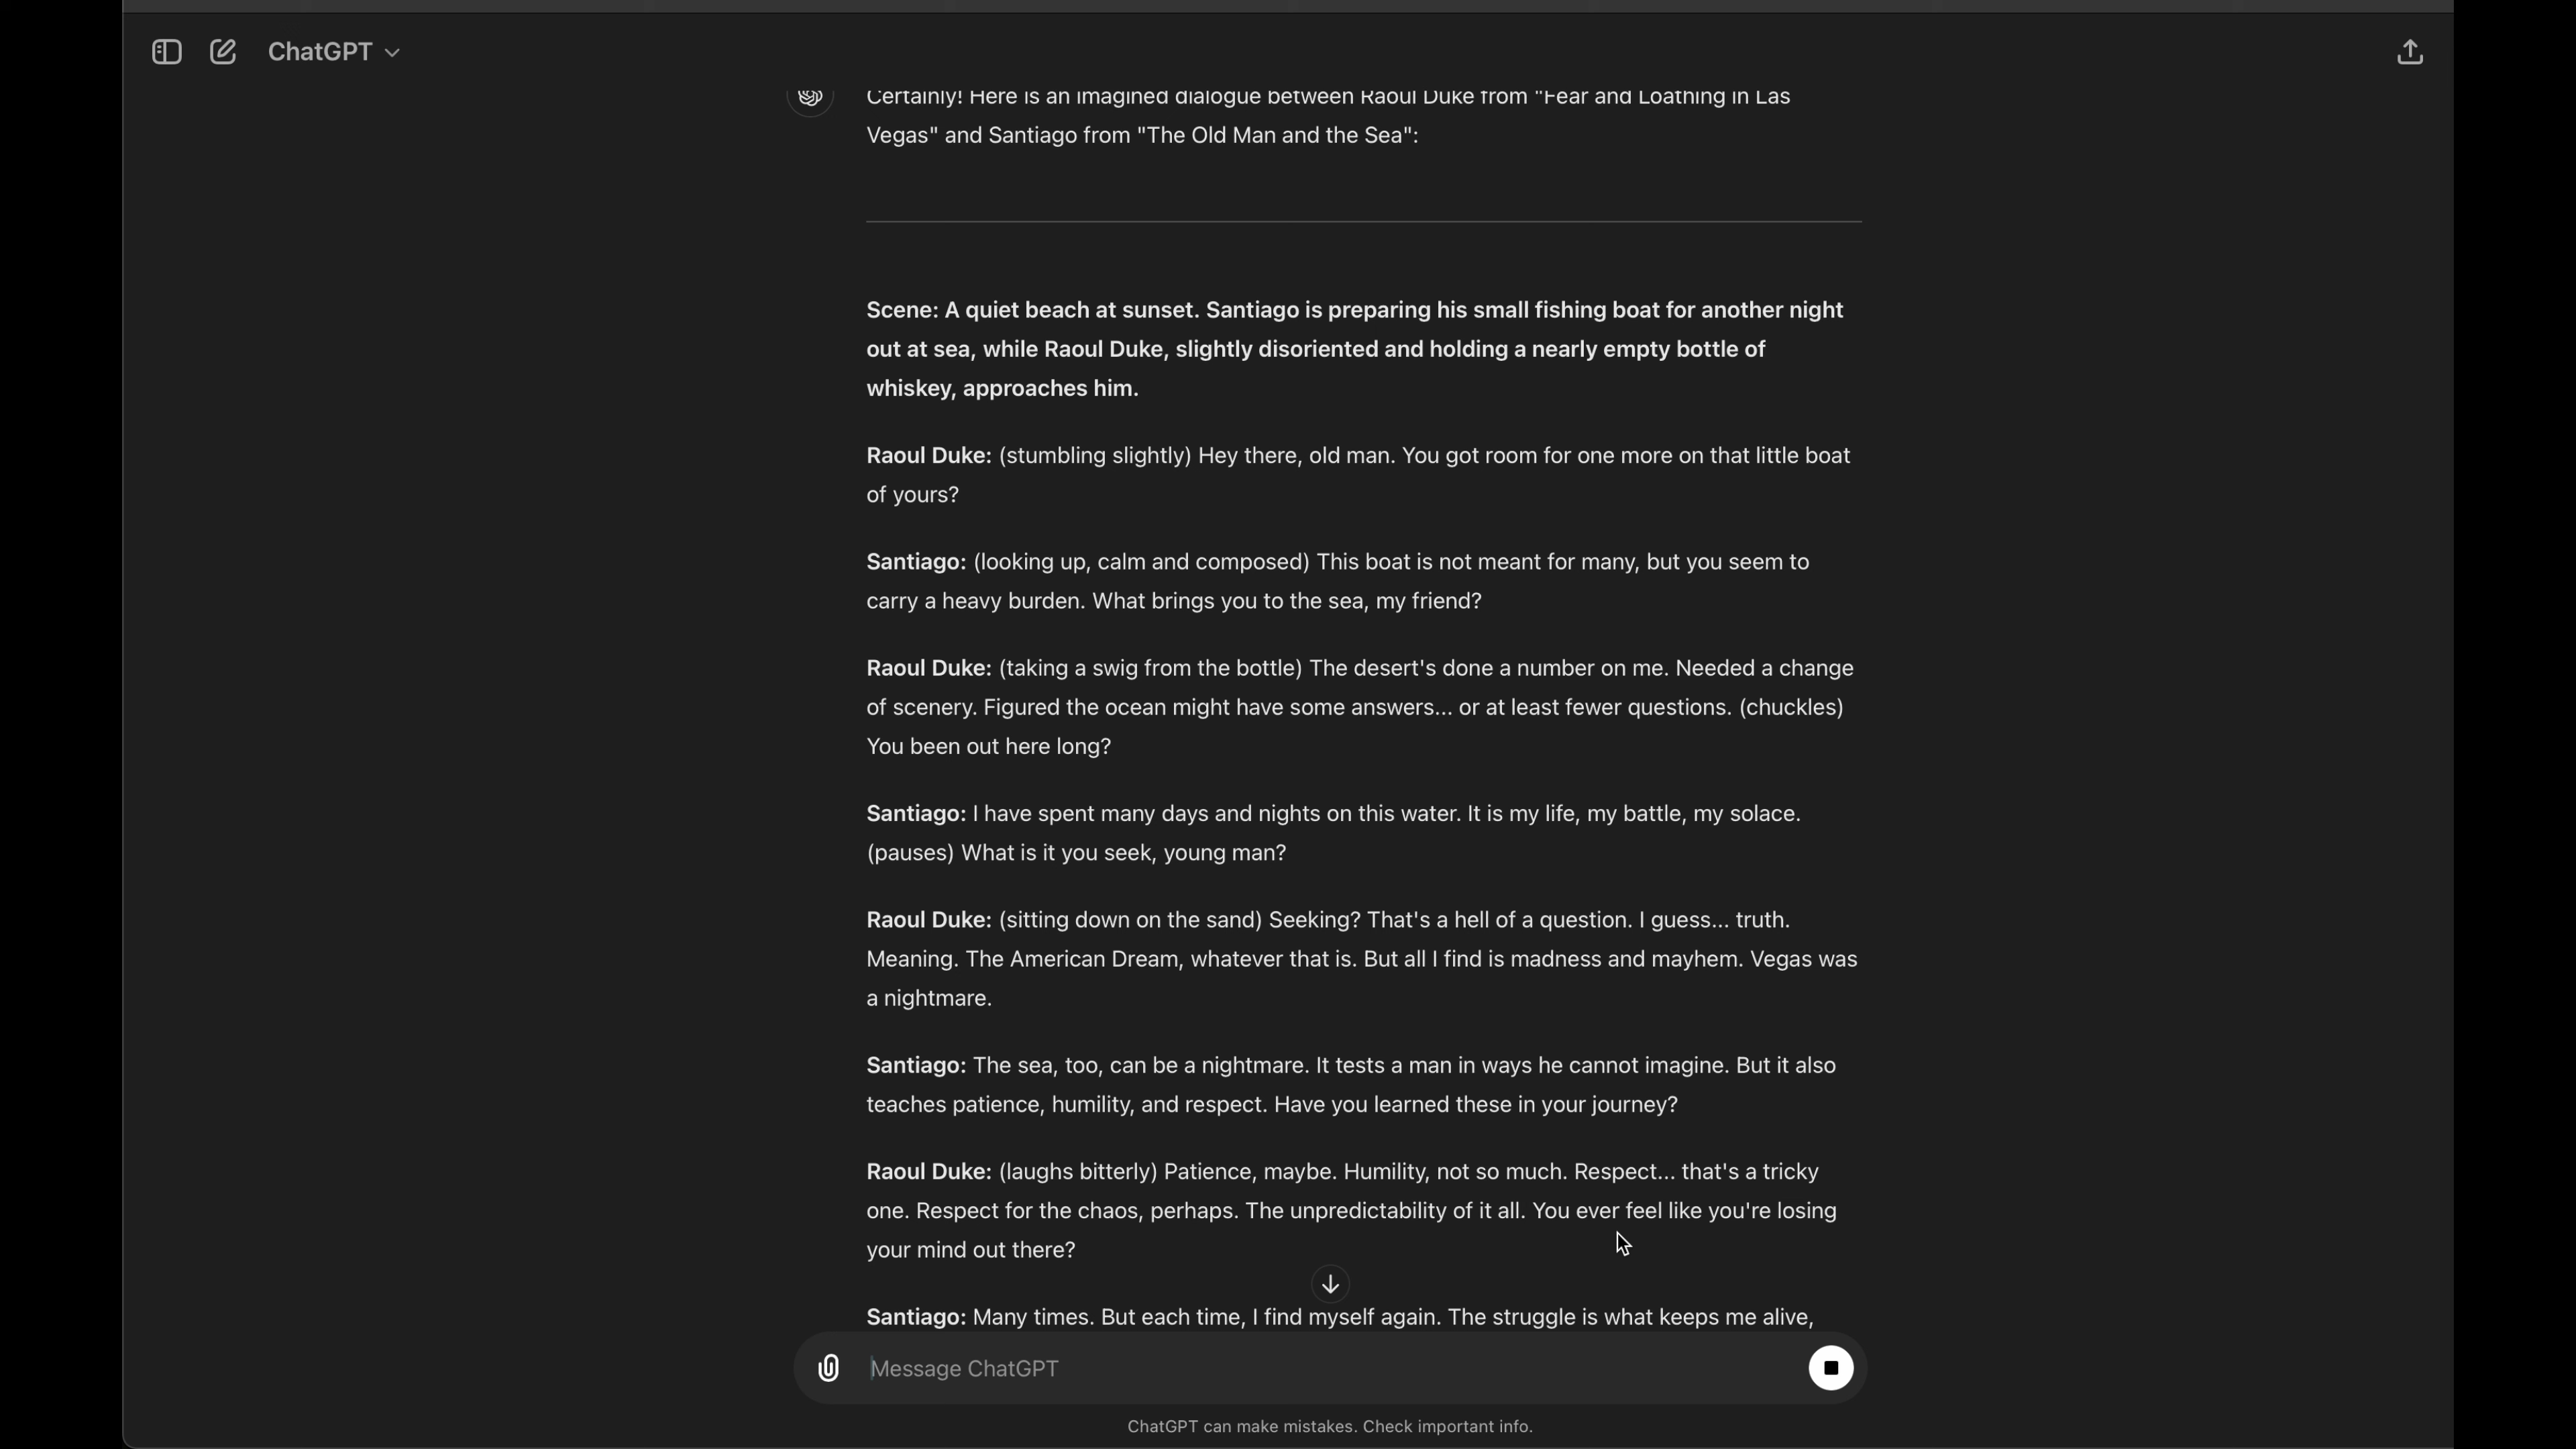 ChatGPT
Certainly! Here is an imagined dialogue between Raoul Duke from "Fear and Loathing in Las
Vegas" and Santiago from "The Old Man and the Sea":
Scene: A quiet beach at sunset. Santiago is preparing his small fishing boat for another night
out at sea, while Raoul Duke, slightly disoriented and holding a nearly empty bottle of
whiskey, approaches him.
Raoul Duke: (stumbling slightly) Hey there, old man. You got room for one more on that little boat
of yours?
Santiago: (looking up, calm and composed) This boat is not meant for many, but you seem to
carry a heavy burden. What brings you to the sea, my friend?
Raoul Duke: (taking a swig from the bottle) The desert's done a number on me. Needed a change
of scenery. Figured the ocean might have some answers... or at least fewer questions. (chuckles)
You been out here long?
Santiago: I have spent many days and nights on this water. It is my life, my battle, my solace.
(pauses) What is it you seek, young man?
Raoul Duke: (sitting down on the sand) Seeking? That's a hell of a question. I guess... truth.
Meaning. The American Dream, whatever that is. But all I find is madness and mayhem. Vegas was
a nightmare.
Santiago: The sea, too, can be a nightmare. It tests a man in ways he cannot imagine. But it also
teaches patience, humility, and respect. Have you learned these in your journey?
Raoul Duke: (laughs bitterly) Patience, maybe. Humility, not so much. Respect... that's a tricky
one. Respect for the chaos, perhaps. The unpredictability of it all. You ever feel like you're losing
your mind out there?
Santiago: Many times. But each time, I find myself again. The struggle is what keeps me alive,
Message ChatGPT
ChatGPT can make mistakes. Check important info.